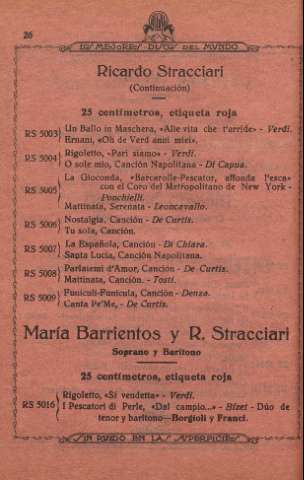 26
LOS MEJORES DISCOS DEL MUNDO
Ricardo Stracciari
(Continuación)
25 centímetros, etiqueta roja
RS 5003 Un Ballo in Maschera, «Alle vita che t'arride» - Verdi.
Ernani, «Oh de Verd anni miei».
RS 5004 Rigoletto, «Pari siamo» - Verdi.
O sole mio, Canción Napolitana - Di Capua.
RS 5005 La Gioconda, «Barcarolle-Pescator, affonda l'esca»
con el Coro del Metropolitano de New York -
Ponchielli.
Mattinata, Serenata - Leoncavallo.
RS 5006 Nostalgia. Canción - De Curtis.
Tu sola, Canción.
RS 5007 La Española, Canción - Di Chiara.
Santa Lucia, Canción Napolitana.
RS 5008 Parlatemi d'Amor, Canción - De Curtis.
Mattinata, Canción. - Tosti.
RS 5009 Funiculi-Funicula, Canción - Denza.
Canta Pe'Me, - De Curtis.
María Barrientos y R. Stracciari
Soprano y Barítono
25 centímetros, etiqueta roja
RS 5016 Rigoletto, «Si vendetta» - Verdi.
I Pescatori di Perle, «Dal campio...» - Bizet - Dúo de
tenor y barítono—Borgioli y Franci.
SIN RUIDO EN LA SUPERFICIE